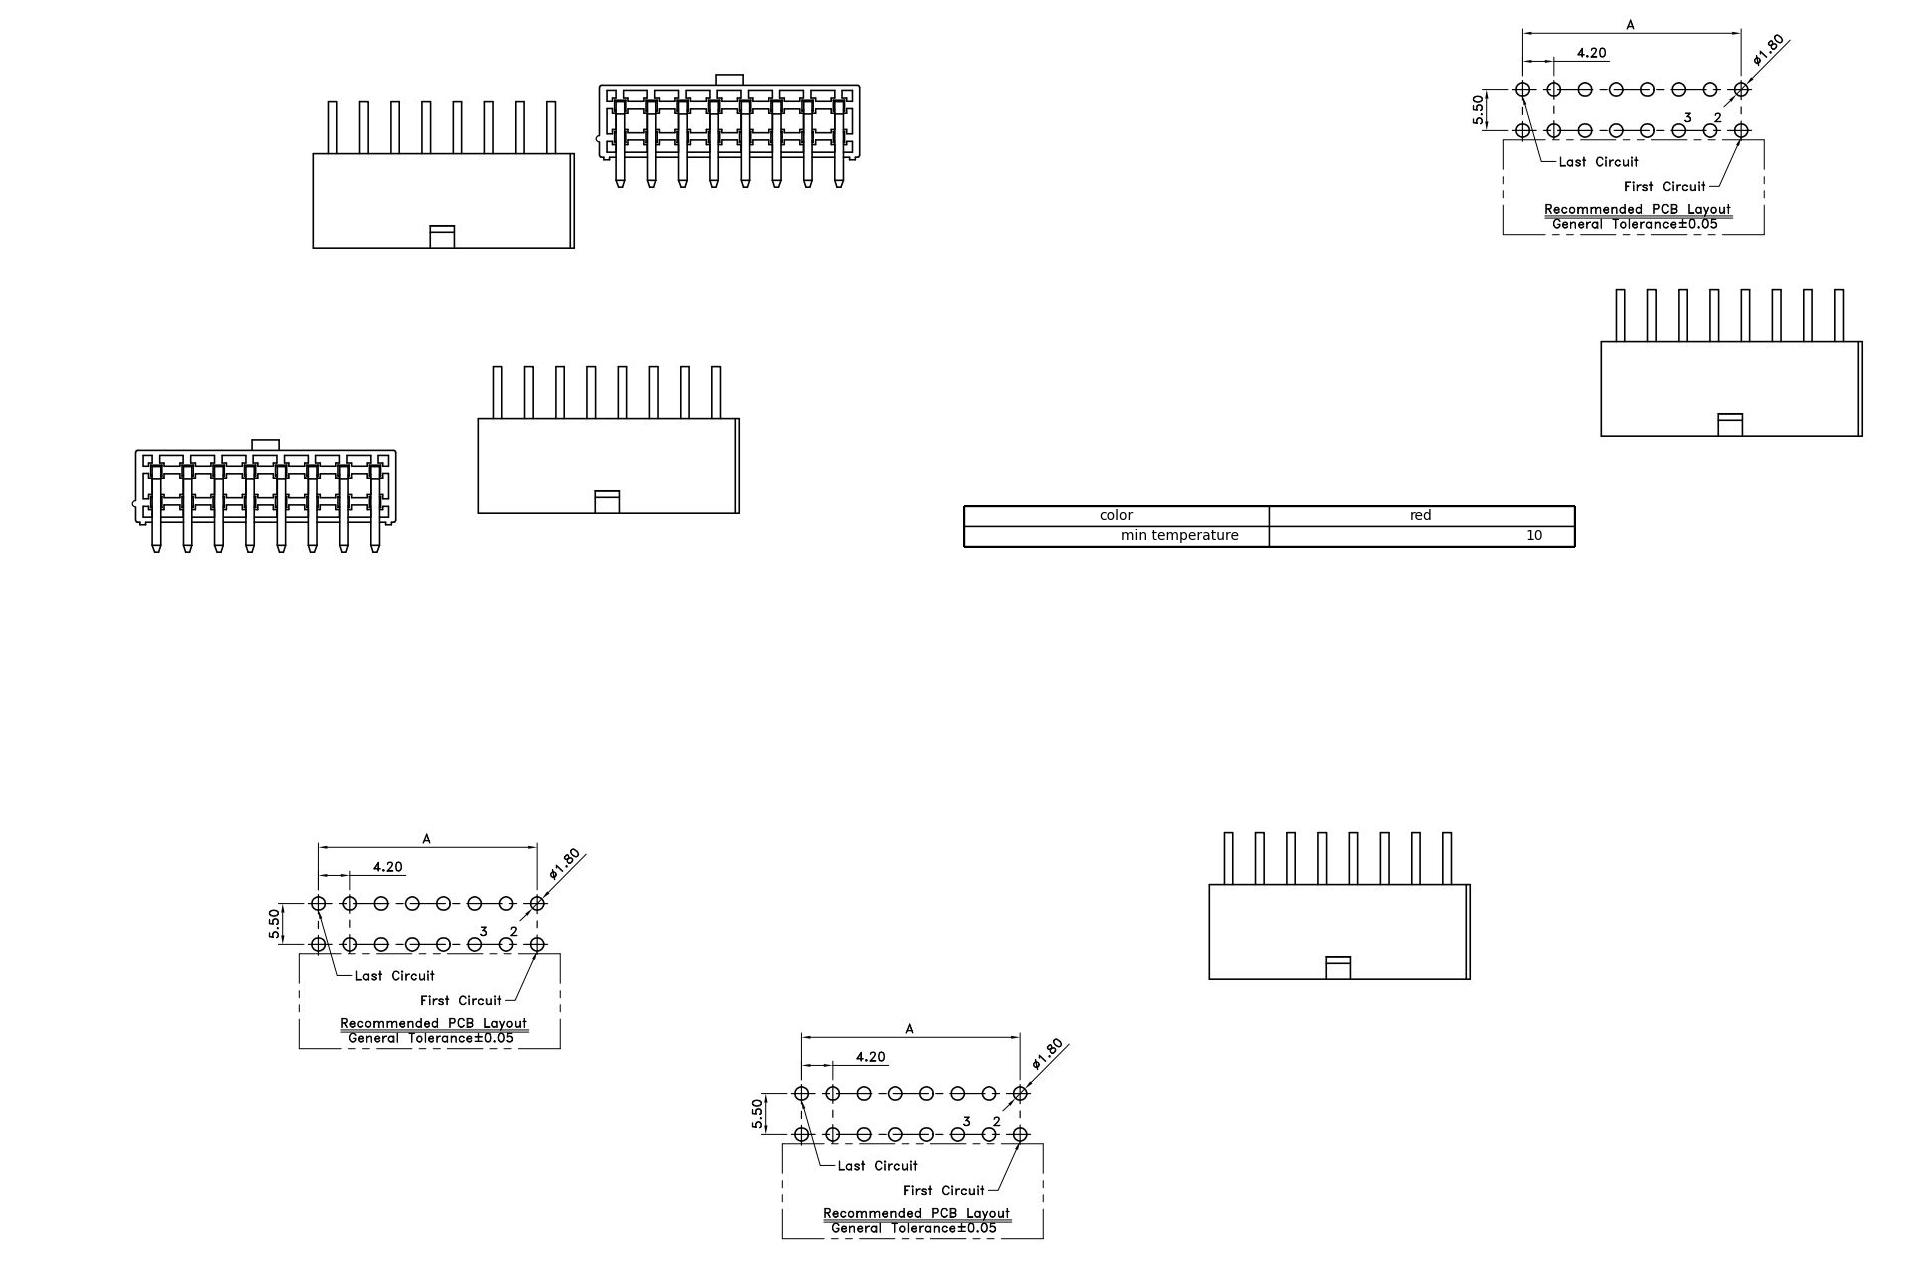 A
4.20
ø1.80
5.50
3
2
Last Circuit
First Circuit
Recommended PCB Layout
General Tolerance±0.05
color red
min temperature 10
A
4.20
ø1.80
5.50
3
2
Last Circuit
First Circuit
Recommended PCB Layout
General Tolerance±0.05
A
4.20
ø1.80
5.50
3
2
Last Circuit
First Circuit
Recommended PCB Layout
General Tolerance±0.05